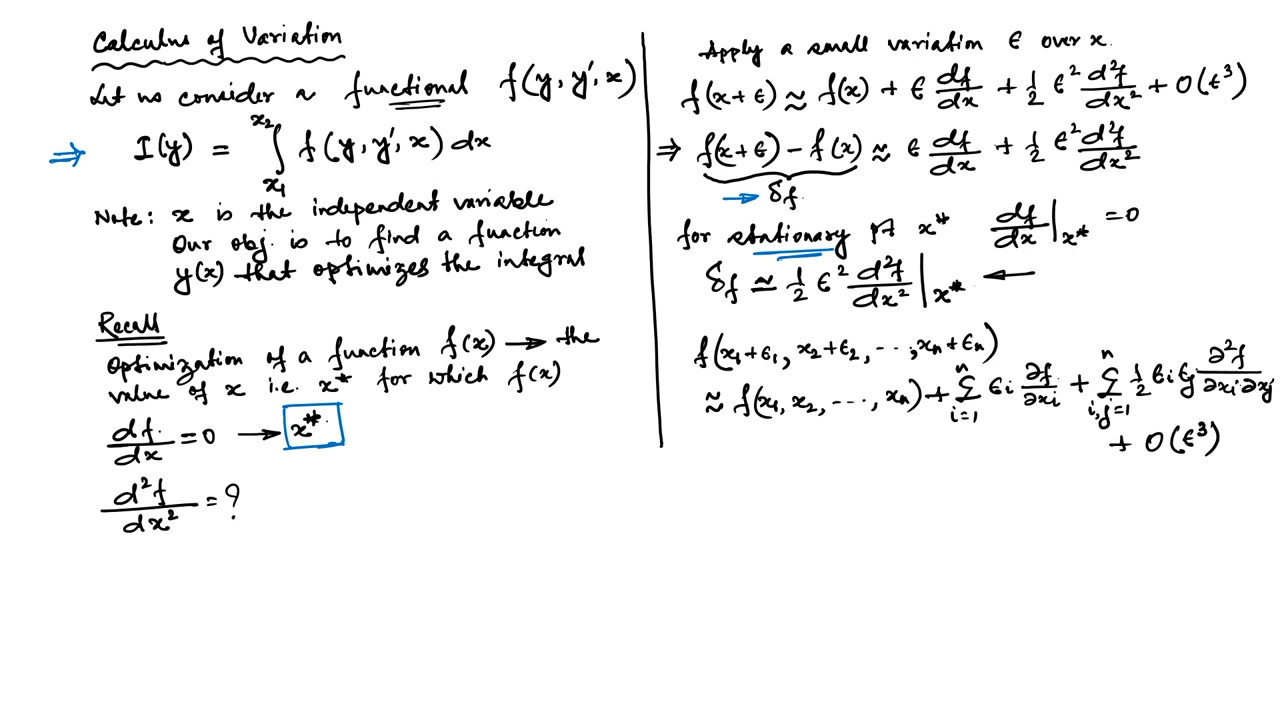 Calculus of Variation
Let us consider a functional f(y, y', x)
⇒ I(y) = ∫_{x₁}^{x₂} f(y, y', x) dx
Note: x is the independent variable
Our obj. is to find a function
y(x) that optimizes the integral
Recall
Optimization of a function f(x) → the
value of x i.e. x* for which f(x)
df/dx = 0 → x*
d²f/dx² = ?
Apply a small variation ϵ over x.
f(x+ϵ) ≈ f(x) + ϵ df/dx + 1/2 ϵ² d²f/dx² + O(ϵ³)
⇒ f(x+ϵ) − f(x) ≈ ϵ df/dx + 1/2 ϵ² d²f/dx²
→ δf
for stationary pt x* df/dx|_{x*} = 0
δf ≃ 1/2 ϵ² d²f/dx²|_{x*} ←
f(x₁+ϵ₁, x₂+ϵ₂, ..., xₙ+ϵₙ)
≈ f(x₁, x₂, ---, xₙ) + Σ_{i=1}^{n} ϵi ∂f/∂xi + Σ_{i,j=1}^{n} 1/2 ϵi ϵj ∂²f/∂xi∂xj
+ O(ϵ³)